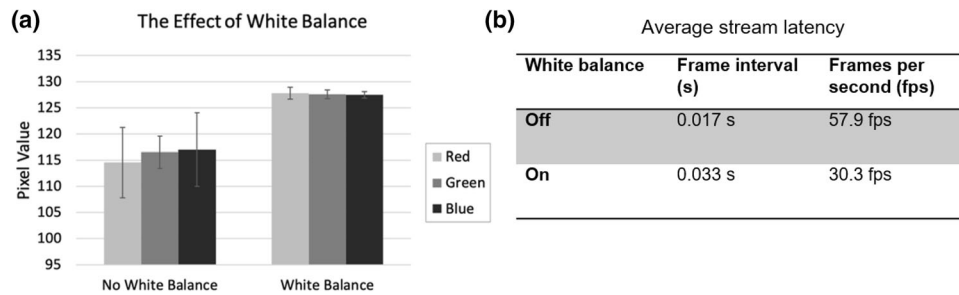 (a)
The Effect of White Balance
135
130
125
120
115
110
105
100
95
Pixel Value
No White Balance
White Balance
Red
Green
Blue
(b)
Average stream latency
White balance Frame interval (s) Frames per second (fps)
Off 0.017 s 57.9 fps
On 0.033 s 30.3 fps